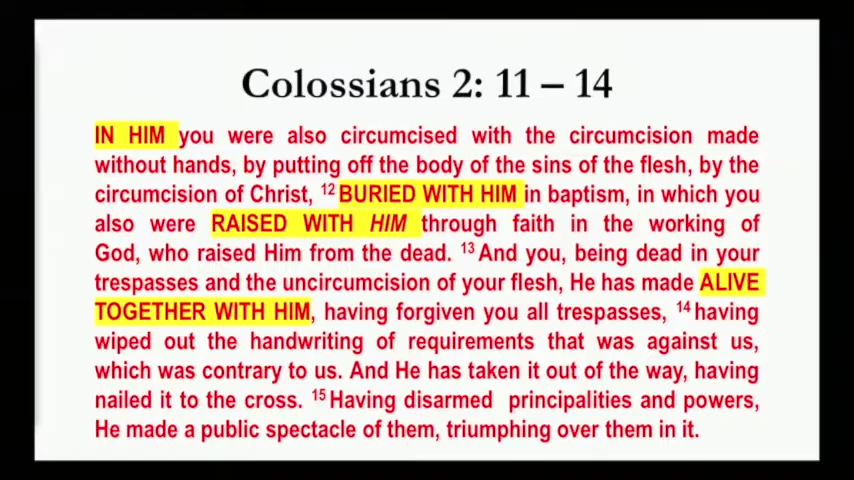 Colossians 2: 11 – 14
IN HIM you were also circumcised with the circumcision made
without hands, by putting off the body of the sins of the flesh, by the
circumcision of Christ, 12 BURIED WITH HIM in baptism, in which you
also were RAISED WITH HIM through faith in the working of
God, who raised Him from the dead. 13 And you, being dead in your
trespasses and the uncircumcision of your flesh, He has made ALIVE
TOGETHER WITH HIM, having forgiven you all trespasses, 14 having
wiped out the handwriting of requirements that was against us,
which was contrary to us. And He has taken it out of the way, having
nailed it to the cross. 15 Having disarmed principalities and powers,
He made a public spectacle of them, triumphing over them in it.